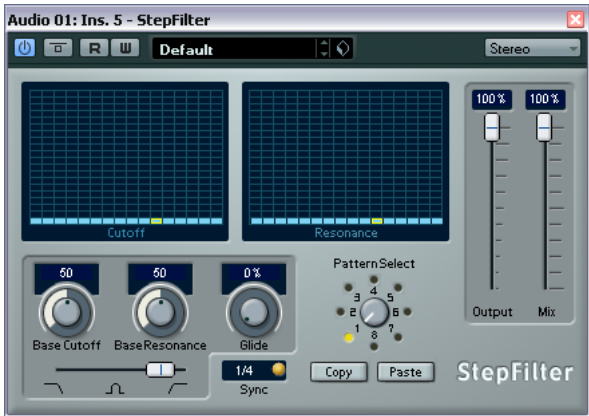 Audio 01: Ins. 5 - StepFilter
R W Default Stereo
100 % 100 %
Cutoff Resonance
50 50 0 %
Pattern Select
4
3 5
2 6
1 7
8
Output Mix
Base Cutoff Base Resonance Glide
1/4
Sync
Copy Paste
StepFilter